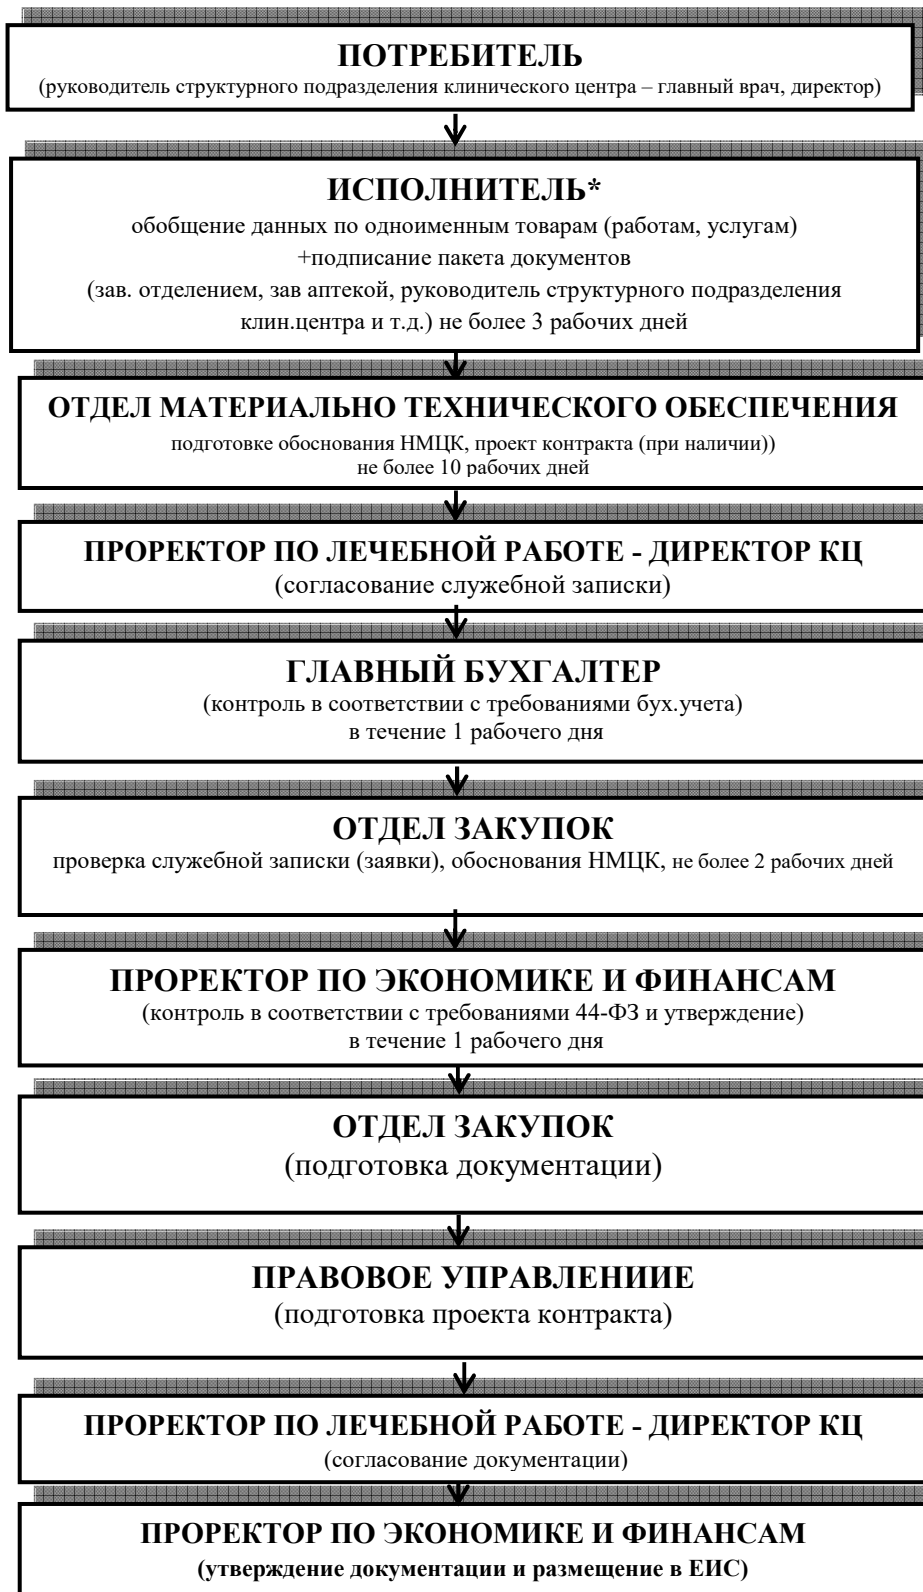 ПОТРЕБИТЕЛЬ
(руководитель структурного подразделения клинического центра – главный врач, директор)
ИСПОЛНИТЕЛЬ*
обобщение данных по одноименным товарам (работам, услугам)
+подписание пакета документов
(зав. отделением, зав аптекой, руководитель структурного подразделения
клин.центра и т.д.) не более 3 рабочих дней
ОТДЕЛ МАТЕРИАЛЬНО ТЕХНИЧЕСКОГО ОБЕСПЕЧЕНИЯ
подготовке обоснования НМЦК, проект контракта (при наличии))
не более 10 рабочих дней
ПРОРЕКТОР ПО ЛЕЧЕБНОЙ РАБОТЕ - ДИРЕКТОР КЦ
(согласование служебной записки)
ГЛАВНЫЙ БУХГАЛТЕР
(контроль в соответствии с требованиями бух.учета)
в течение 1 рабочего дня
ОТДЕЛ ЗАКУПОК
проверка служебной записки (заявки), обоснования НМЦК, не более 2 рабочих дней
ПРОРЕКТОР ПО ЭКОНОМИКЕ И ФИНАНСАМ
(контроль в соответствии с требованиями 44-ФЗ и утверждение)
в течение 1 рабочего дня
ОТДЕЛ ЗАКУПОК
(подготовка документации)
ПРАВОВОЕ УПРАВЛЕНИИЕ
(подготовка проекта контракта)
ПРОРЕКТОР ПО ЛЕЧЕБНОЙ РАБОТЕ - ДИРЕКТОР КЦ
(согласование документации)
ПРОРЕКТОР ПО ЭКОНОМИКЕ И ФИНАНСАМ
(утверждение документации и размещение в ЕИС)